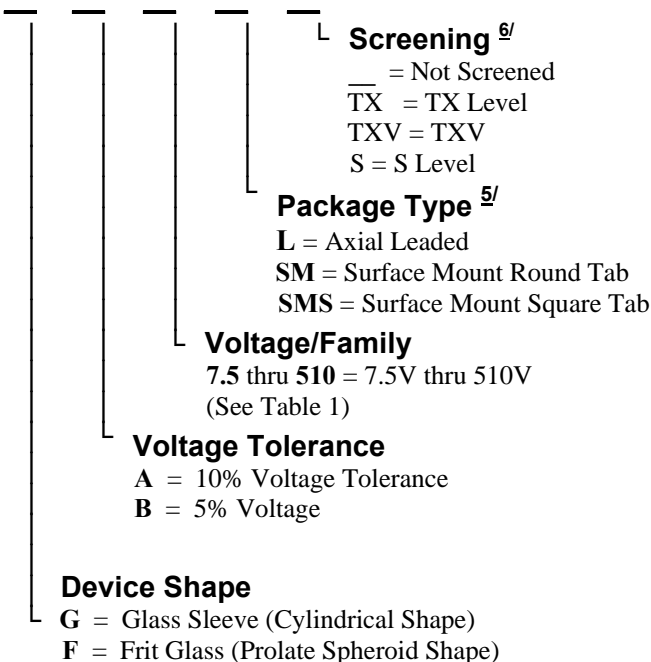 Screening 6/
__ = Not Screened
TX = TX Level
TXV = TXV
S = S Level
Package Type 5/
L = Axial Leaded
SM = Surface Mount Round Tab
SMS = Surface Mount Square Tab
Voltage/Family
7.5 thru 510 = 7.5V thru 510V
(See Table 1)
Voltage Tolerance
A = 10% Voltage Tolerance
B = 5% Voltage
Device Shape
G = Glass Sleeve (Cylindrical Shape)
F = Frit Glass (Prolate Spheroid Shape)